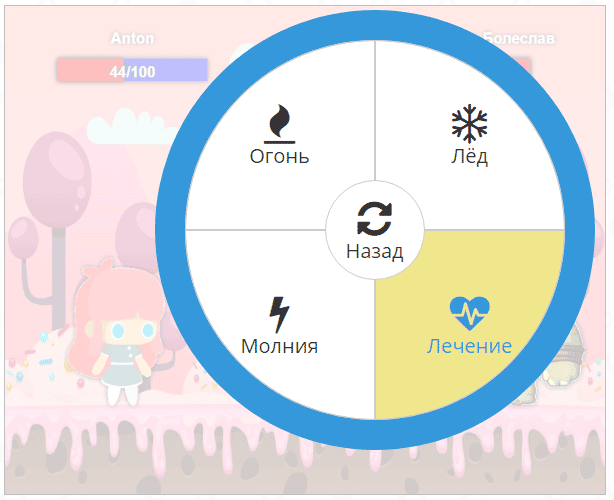 Anton
Болеслав
44/100
Огонь
Лёд
Назад
Молния
Лечение